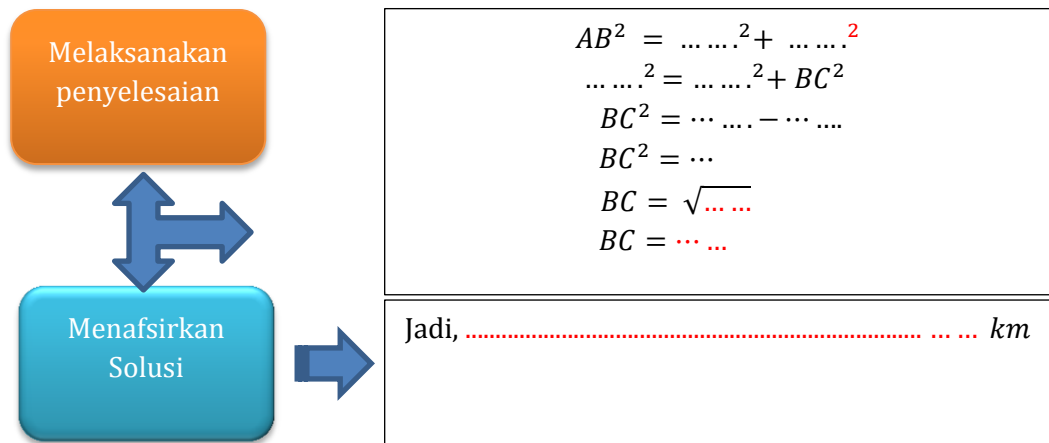 Melaksanakan
penyelesaian
AB² = … ….² + … ….²
… ….² = … ….² + BC²
BC² = ⋯ …. − ⋯ ….
BC² = ⋯
BC = √… …
BC = ⋯ …
Menafsirkan
Solusi
Jadi, ............................................................................ … … km